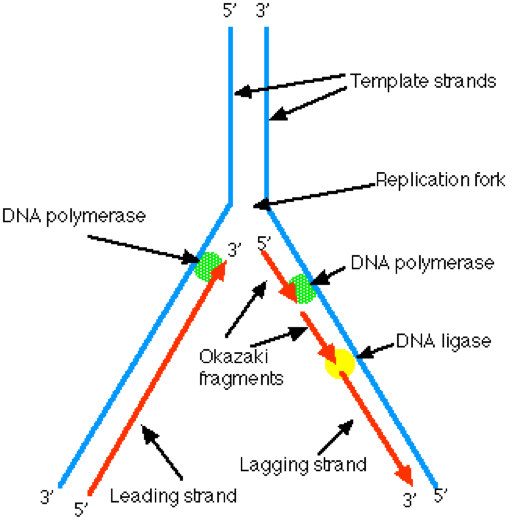 5’ 3’
Template strands
Replication fork
DNA polymerase
3’ 5’
DNA polymerase
Okazaki
fragments
DNA ligase
Lagging strand
Leading strand
3’ 5’ 3’ 5’